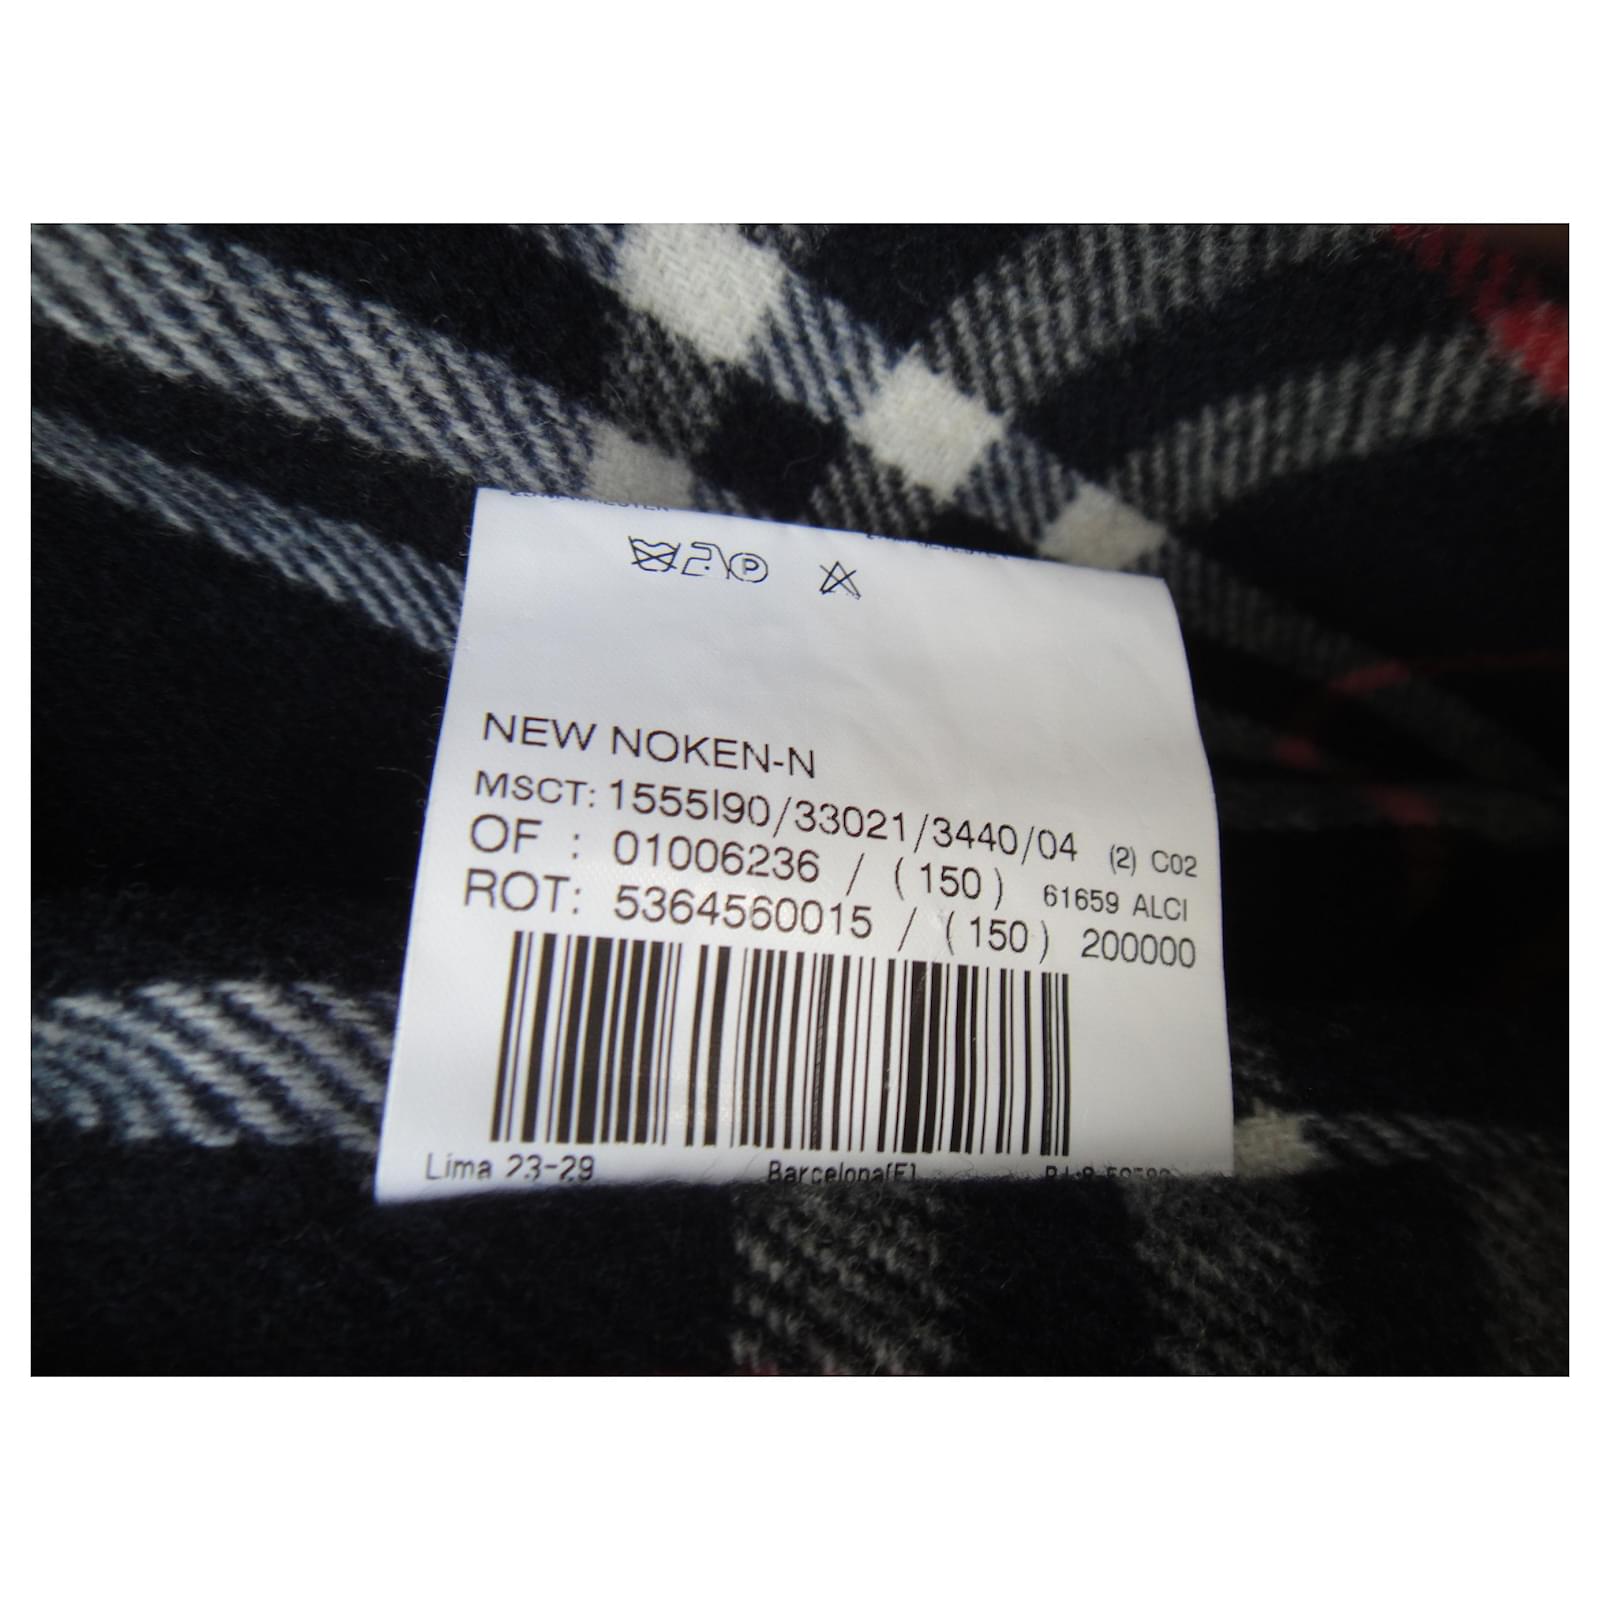 NEW NOKEN-N
MSCT: 1555I90/33021/3440/04 (2) C02
OF : 01006236 / (150) 61659 ALCI
ROT: 5364560015 / (150) 200000
Lima 23-29 Barcelona(E)